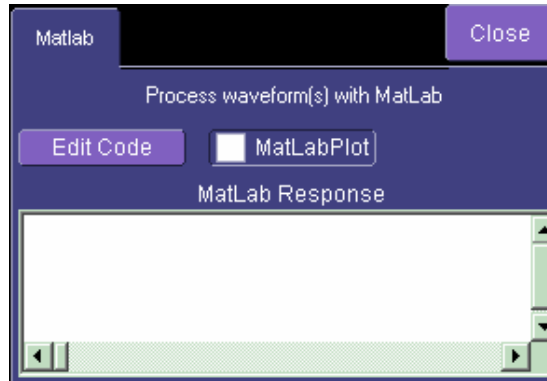 Matlab
Close
Process waveform(s) with MatLab
Edit Code
MatLabPlot
MatLab Response